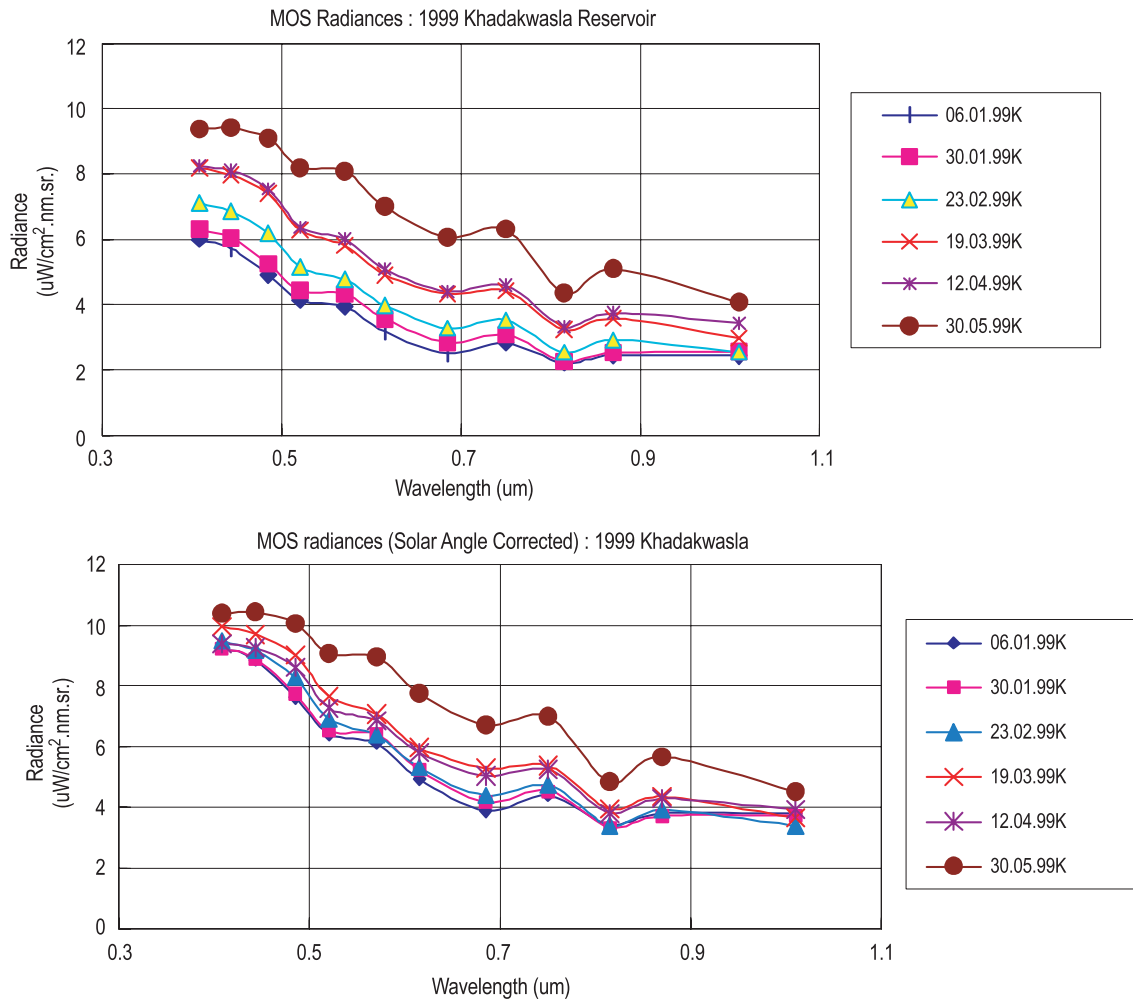 MOS Radiances : 1999 Khadakwasla Reservoir
12
10
8
6
4
2
0
Radiance
(uW/cm².nm.sr.)
0.3
0.5
0.7
0.9
1.1
Wavelength (um)
06.01.99K
30.01.99K
23.02.99K
19.03.99K
12.04.99K
30.05.99K
MOS radiances (Solar Angle Corrected) : 1999 Khadakwasla
12
10
8
6
4
2
0
Radiance
(uW/cm².nm.sr.)
0.3
0.5
0.7
0.9
1.1
Wavelength (um)
06.01.99K
30.01.99K
23.02.99K
19.03.99K
12.04.99K
30.05.99K